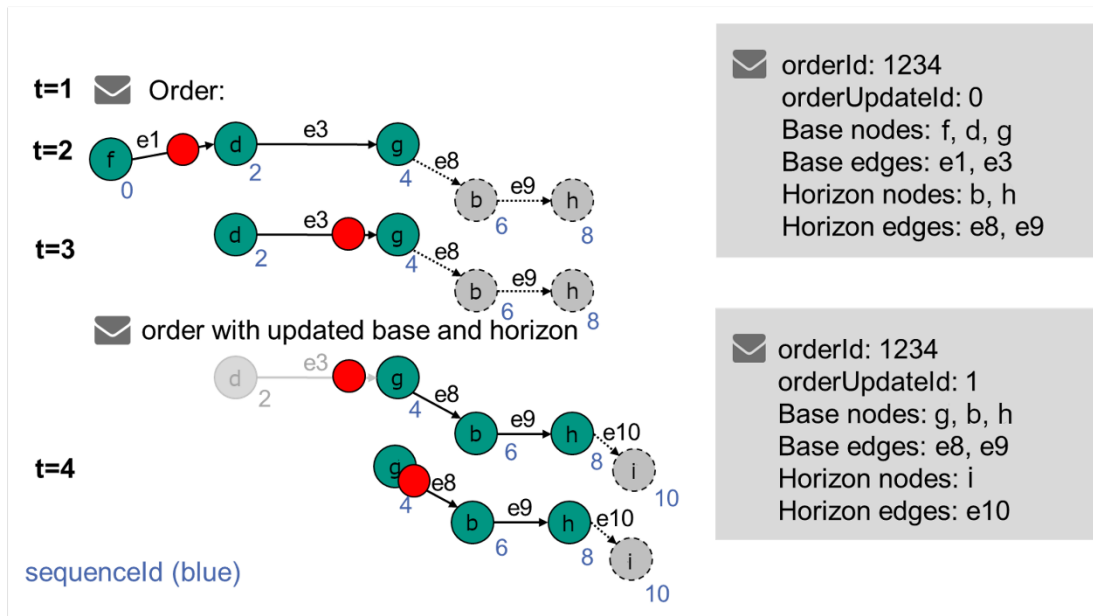 t=1 Order:
t=2
f e1 d e3 g e8 b e9 h
0 2 4 6 8
t=3
d e3 g e8 b e9 h
2 4 6 8
order with updated base and horizon
d e3 g e8 b e9 h e10 i
2 4 6 8 10
t=4
g e8 b e9 h e10 i
4 6 8 10
sequenceId (blue)
orderId: 1234
orderUpdateId: 0
Base nodes: f, d, g
Base edges: e1, e3
Horizon nodes: b, h
Horizon edges: e8, e9
orderId: 1234
orderUpdateId: 1
Base nodes: g, b, h
Base edges: e8, e9
Horizon nodes: i
Horizon edges: e10